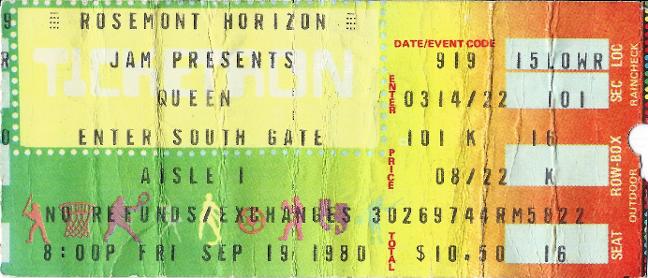 ROSEMONT HORIZON
JAM PRESENTS
TICKETRON
QUEEN
ENTER SOUTH GATE
AISLE 1
NO REFUNDS/EXCHANGES 30269744RM5822
8:00P FRI SEP 19 1980 $10.50 16
DATE/EVENT CODE
919 15LOWR
ENTER
0314/22 101
101 K 16
PRICE
08/22 K
TOTAL
LOC
SEC
ROW-BOX
SEAT
RAINCHECK
OUTDOOR